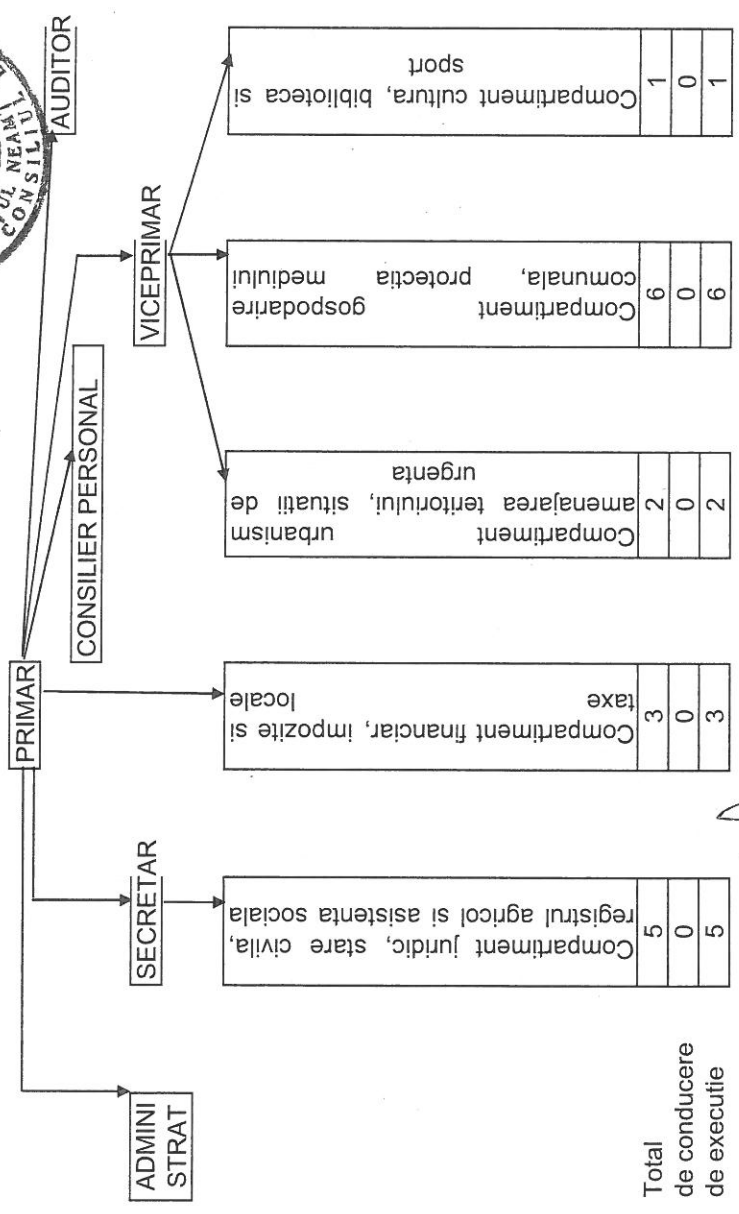 UL NEAMT
CONSILIUL
PRIMAR
AUDITOR
CONSILIER PERSONAL
ADMINI
STRAT
SECRETAR
VICEPRIMAR
Compartiment juridic, stare civila,
registrul agricol si asistenta sociala
5
0
5
Compartiment financiar, impozite si
taxe locale
3
0
3
Compartiment urbanism
amenajarea teritoriului, situatii de
urgenta
2
0
2
Compartiment gospodarire
comunala, protectia mediului
6
0
6
Compartiment cultura, biblioteca si
sport
1
0
1
Total
de conducere
de executie